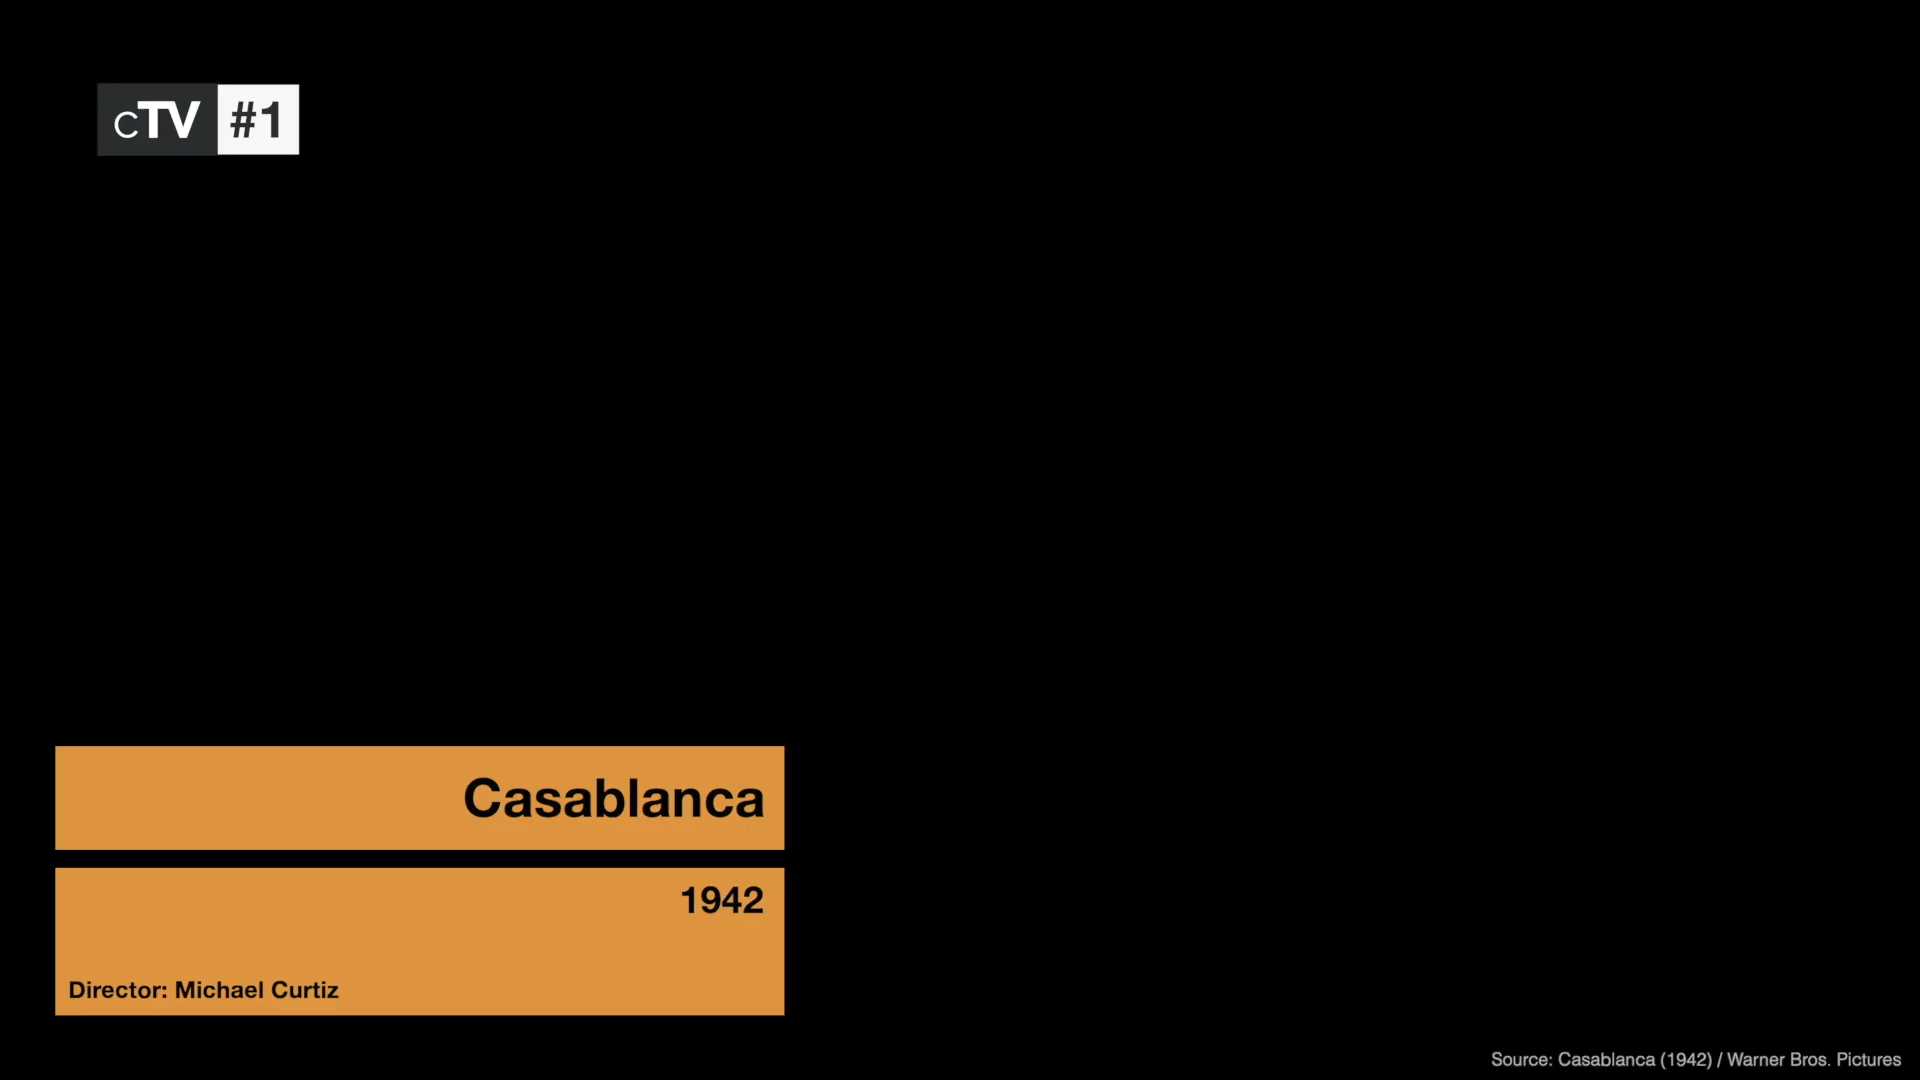 cTV #1
Casablanca
1942
Director: Michael Curtiz
Source: Casablanca (1942) / Warner Bros. Pictures